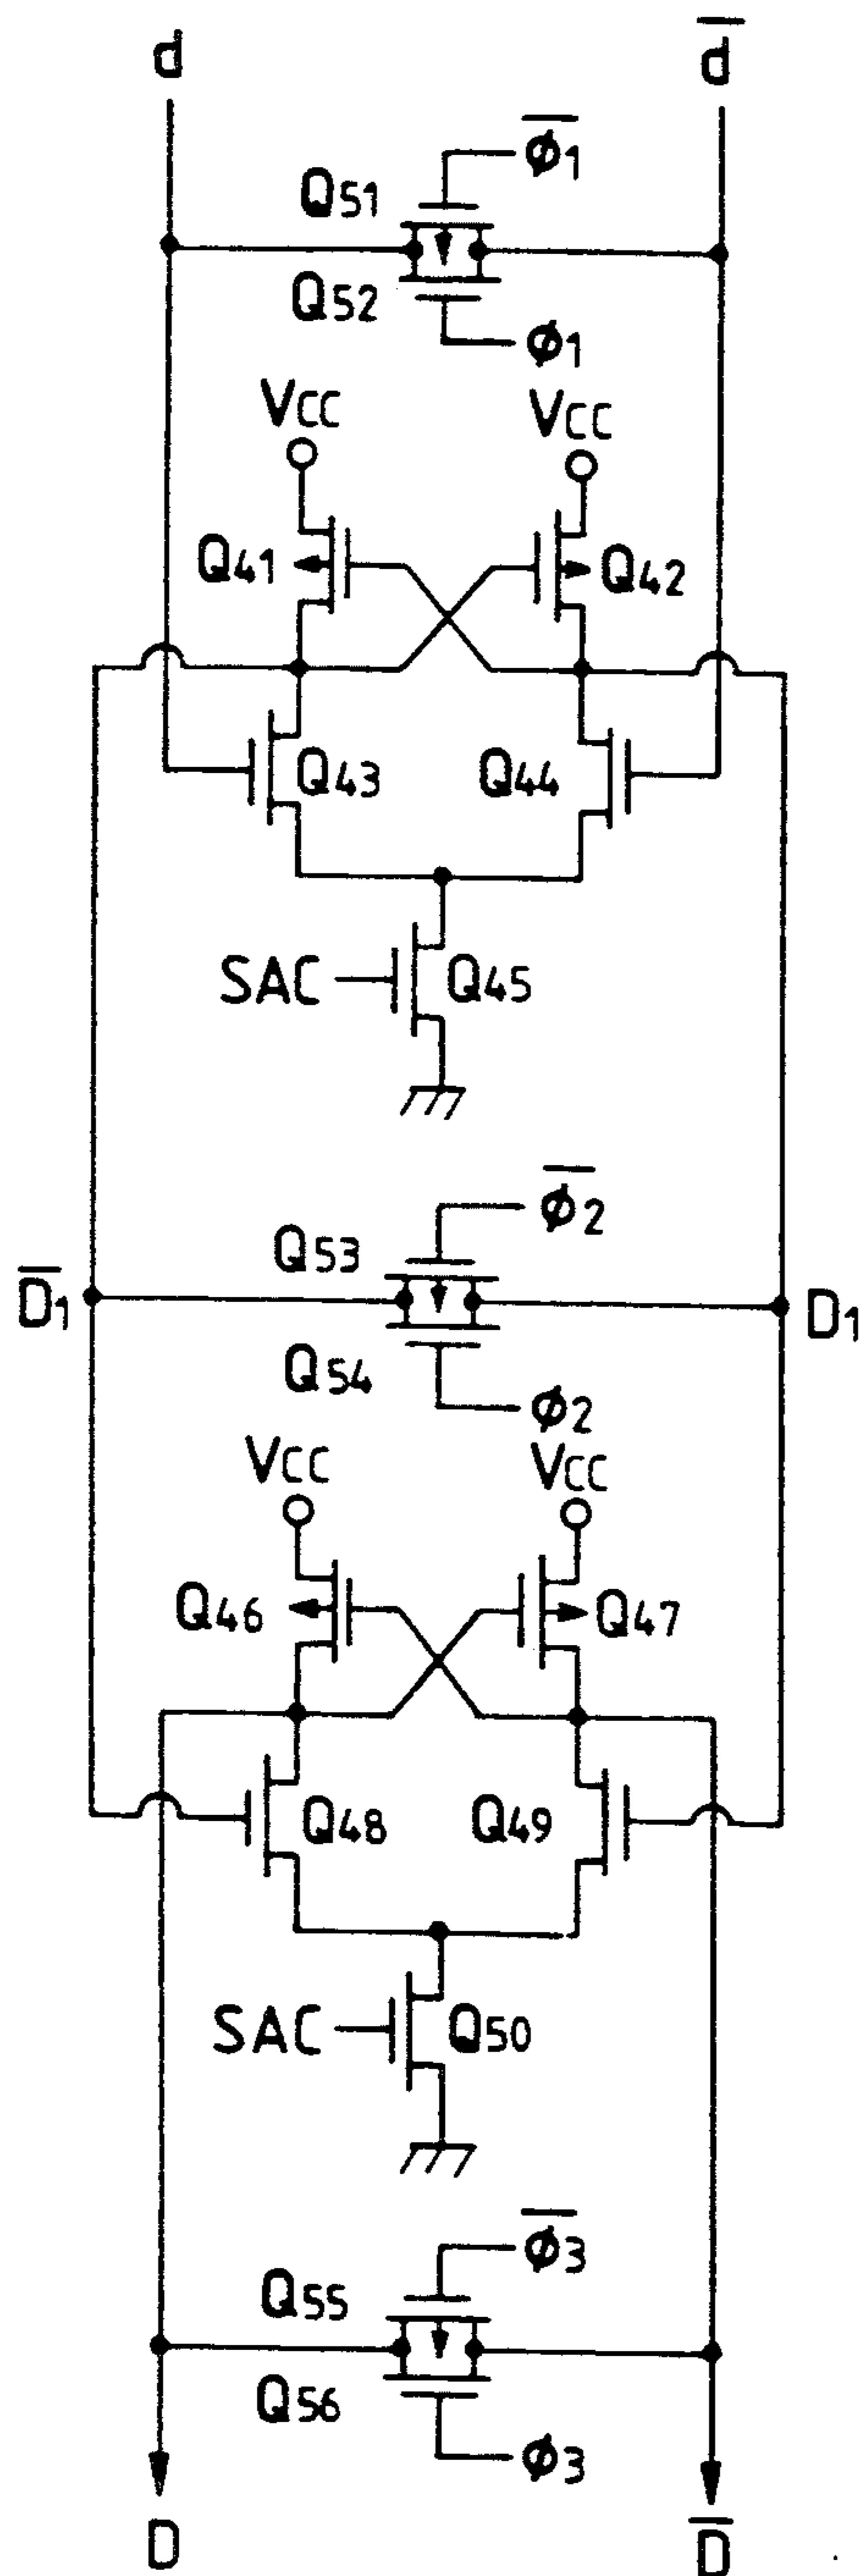 d d̅
φ̅1
Q51
Q52
φ1
VCC VCC
Q41 Q42
Q43 Q44
SAC Q45
φ̅2
Q53
D̅1 D1
Q54
φ2
VCC VCC
Q46 Q47
Q48 Q49
SAC Q50
φ̅3
Q55
Q56
φ3
D D̅